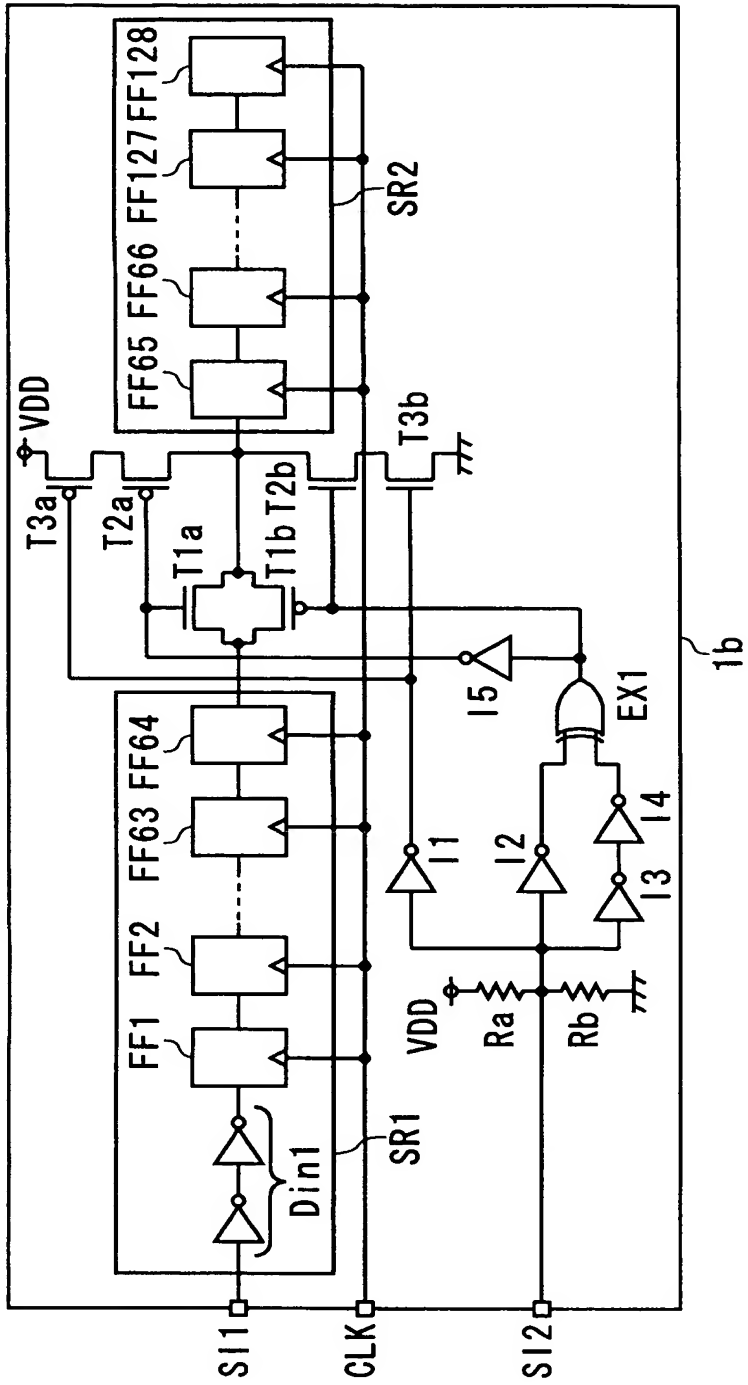 FF1
FF2
FF63
FF64
FF65
FF66
FF127
FF128
VDD
T3a
T2a
T1a
T1b
T2b
T3b
SR2
Din1
SR1
I5
I1
I2
I3
I4
EX1
VDD
Ra
Rb
SI1
CLK
SI2
1b